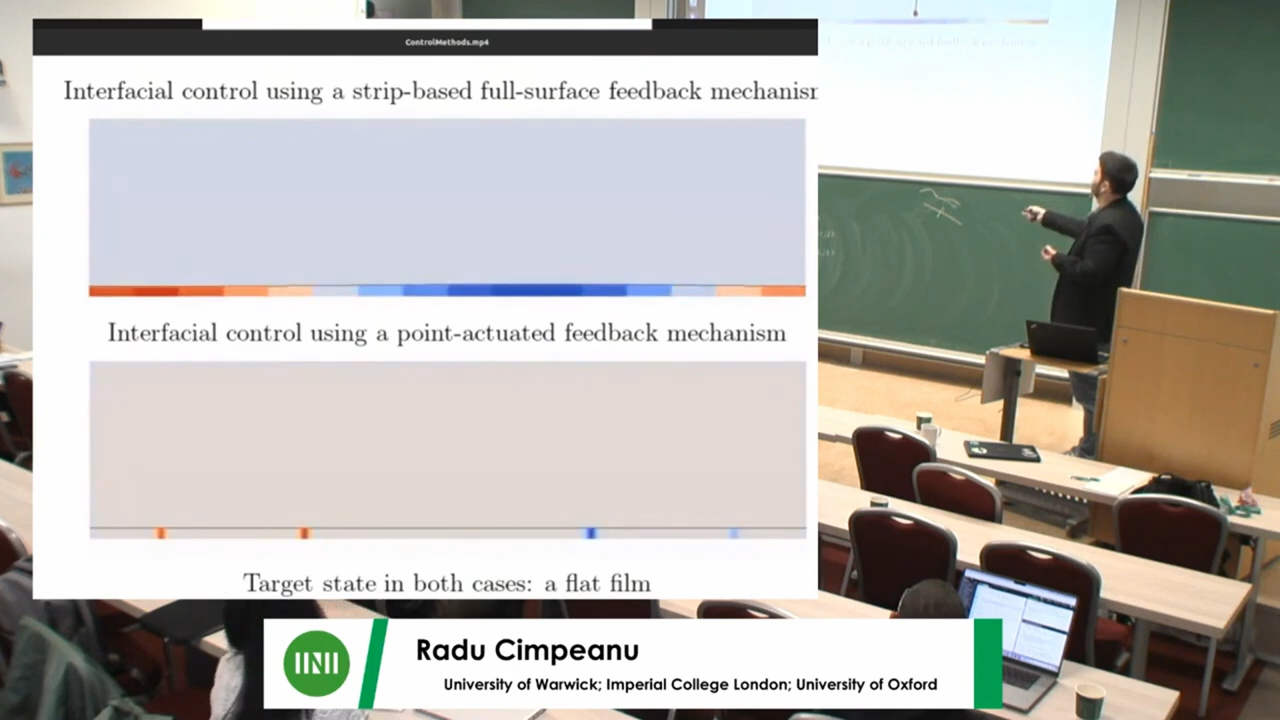 ControlMethods.mp4
Interfacial control using a strip-based full-surface feedback mechanism
Interfacial control using a point-actuated feedback mechanism
Target state in both cases: a flat film
Radu Cimpeanu
University of Warwick; Imperial College London; University of Oxford